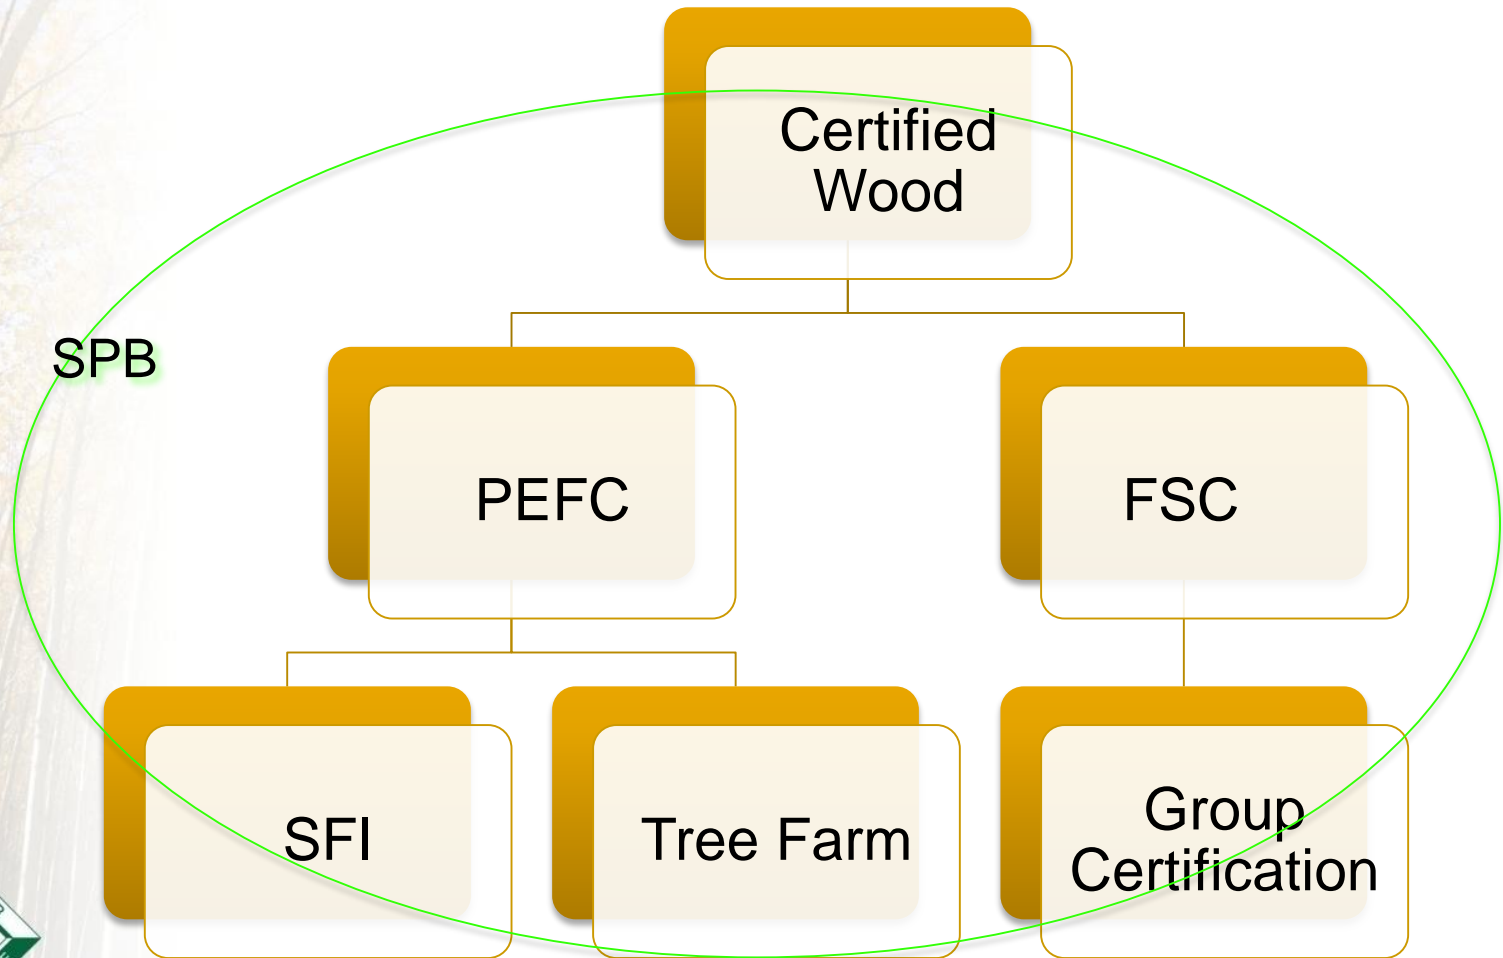 Certified
Wood
SPB
PEFC
FSC
SFI
Tree Farm
Group
Certification